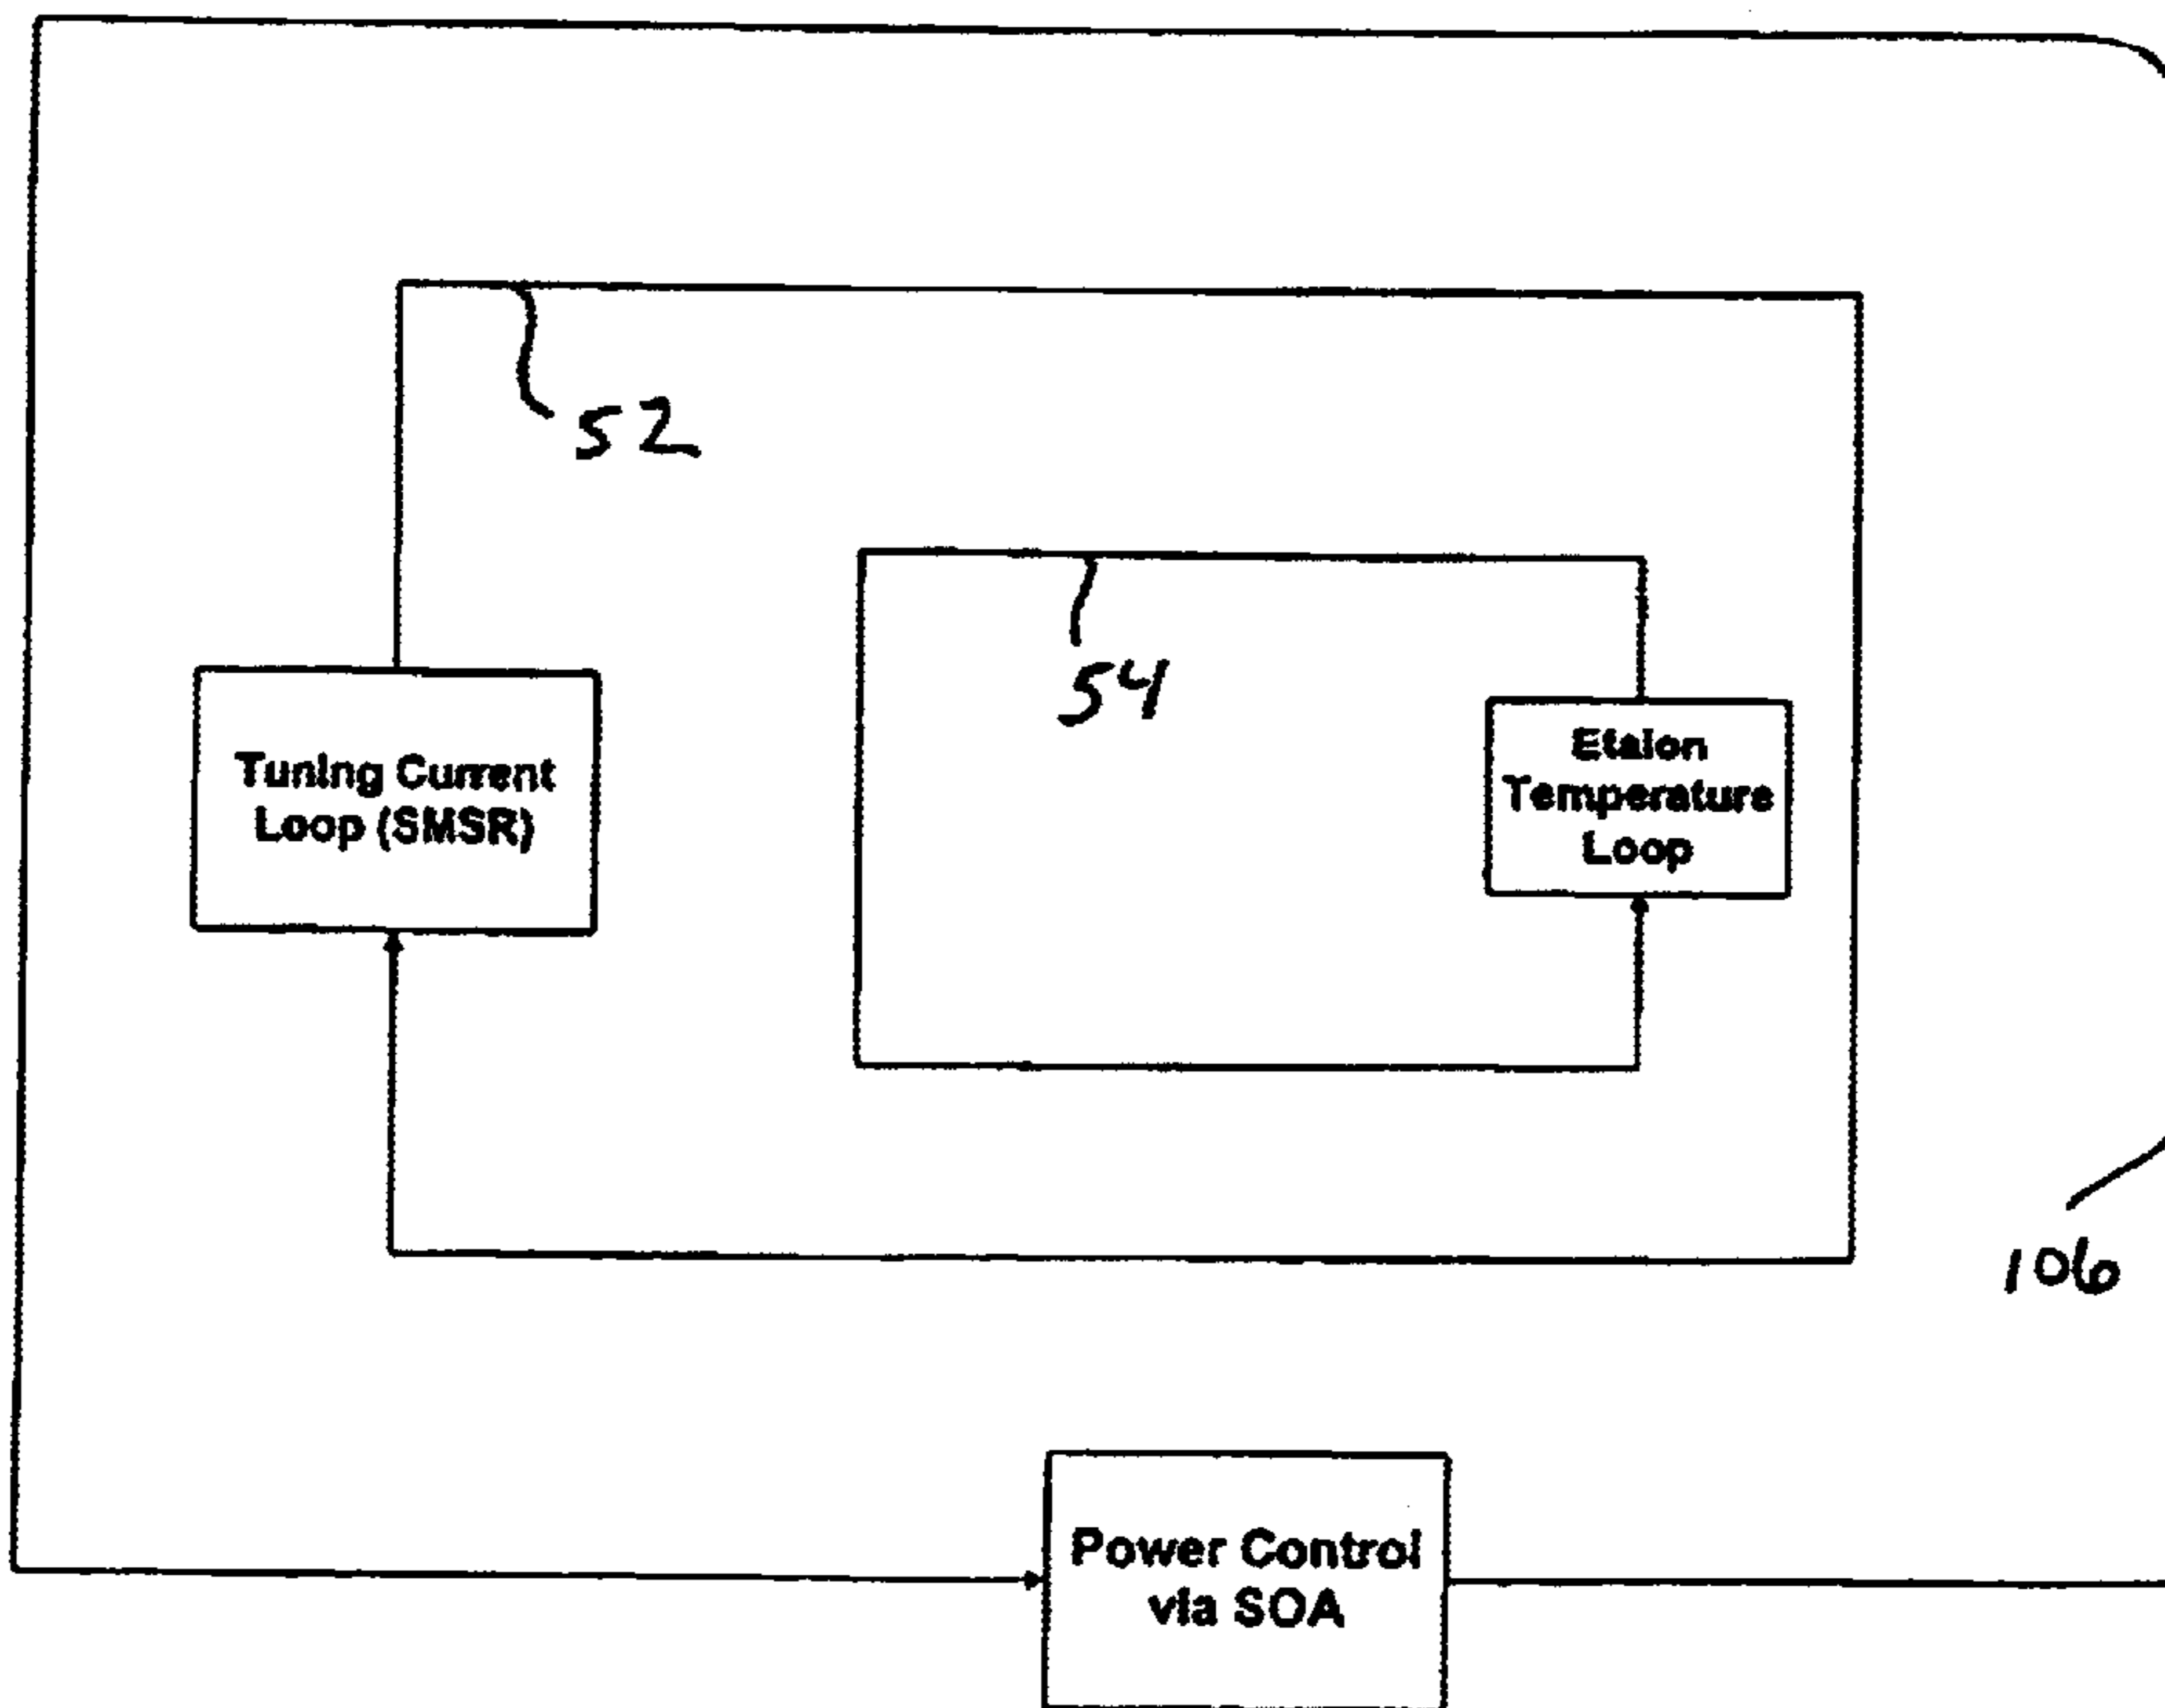 52
54
Tuning Current
Loop (SMSR)
Etalon
Temperature
Loop
106
Power Control
via SOA